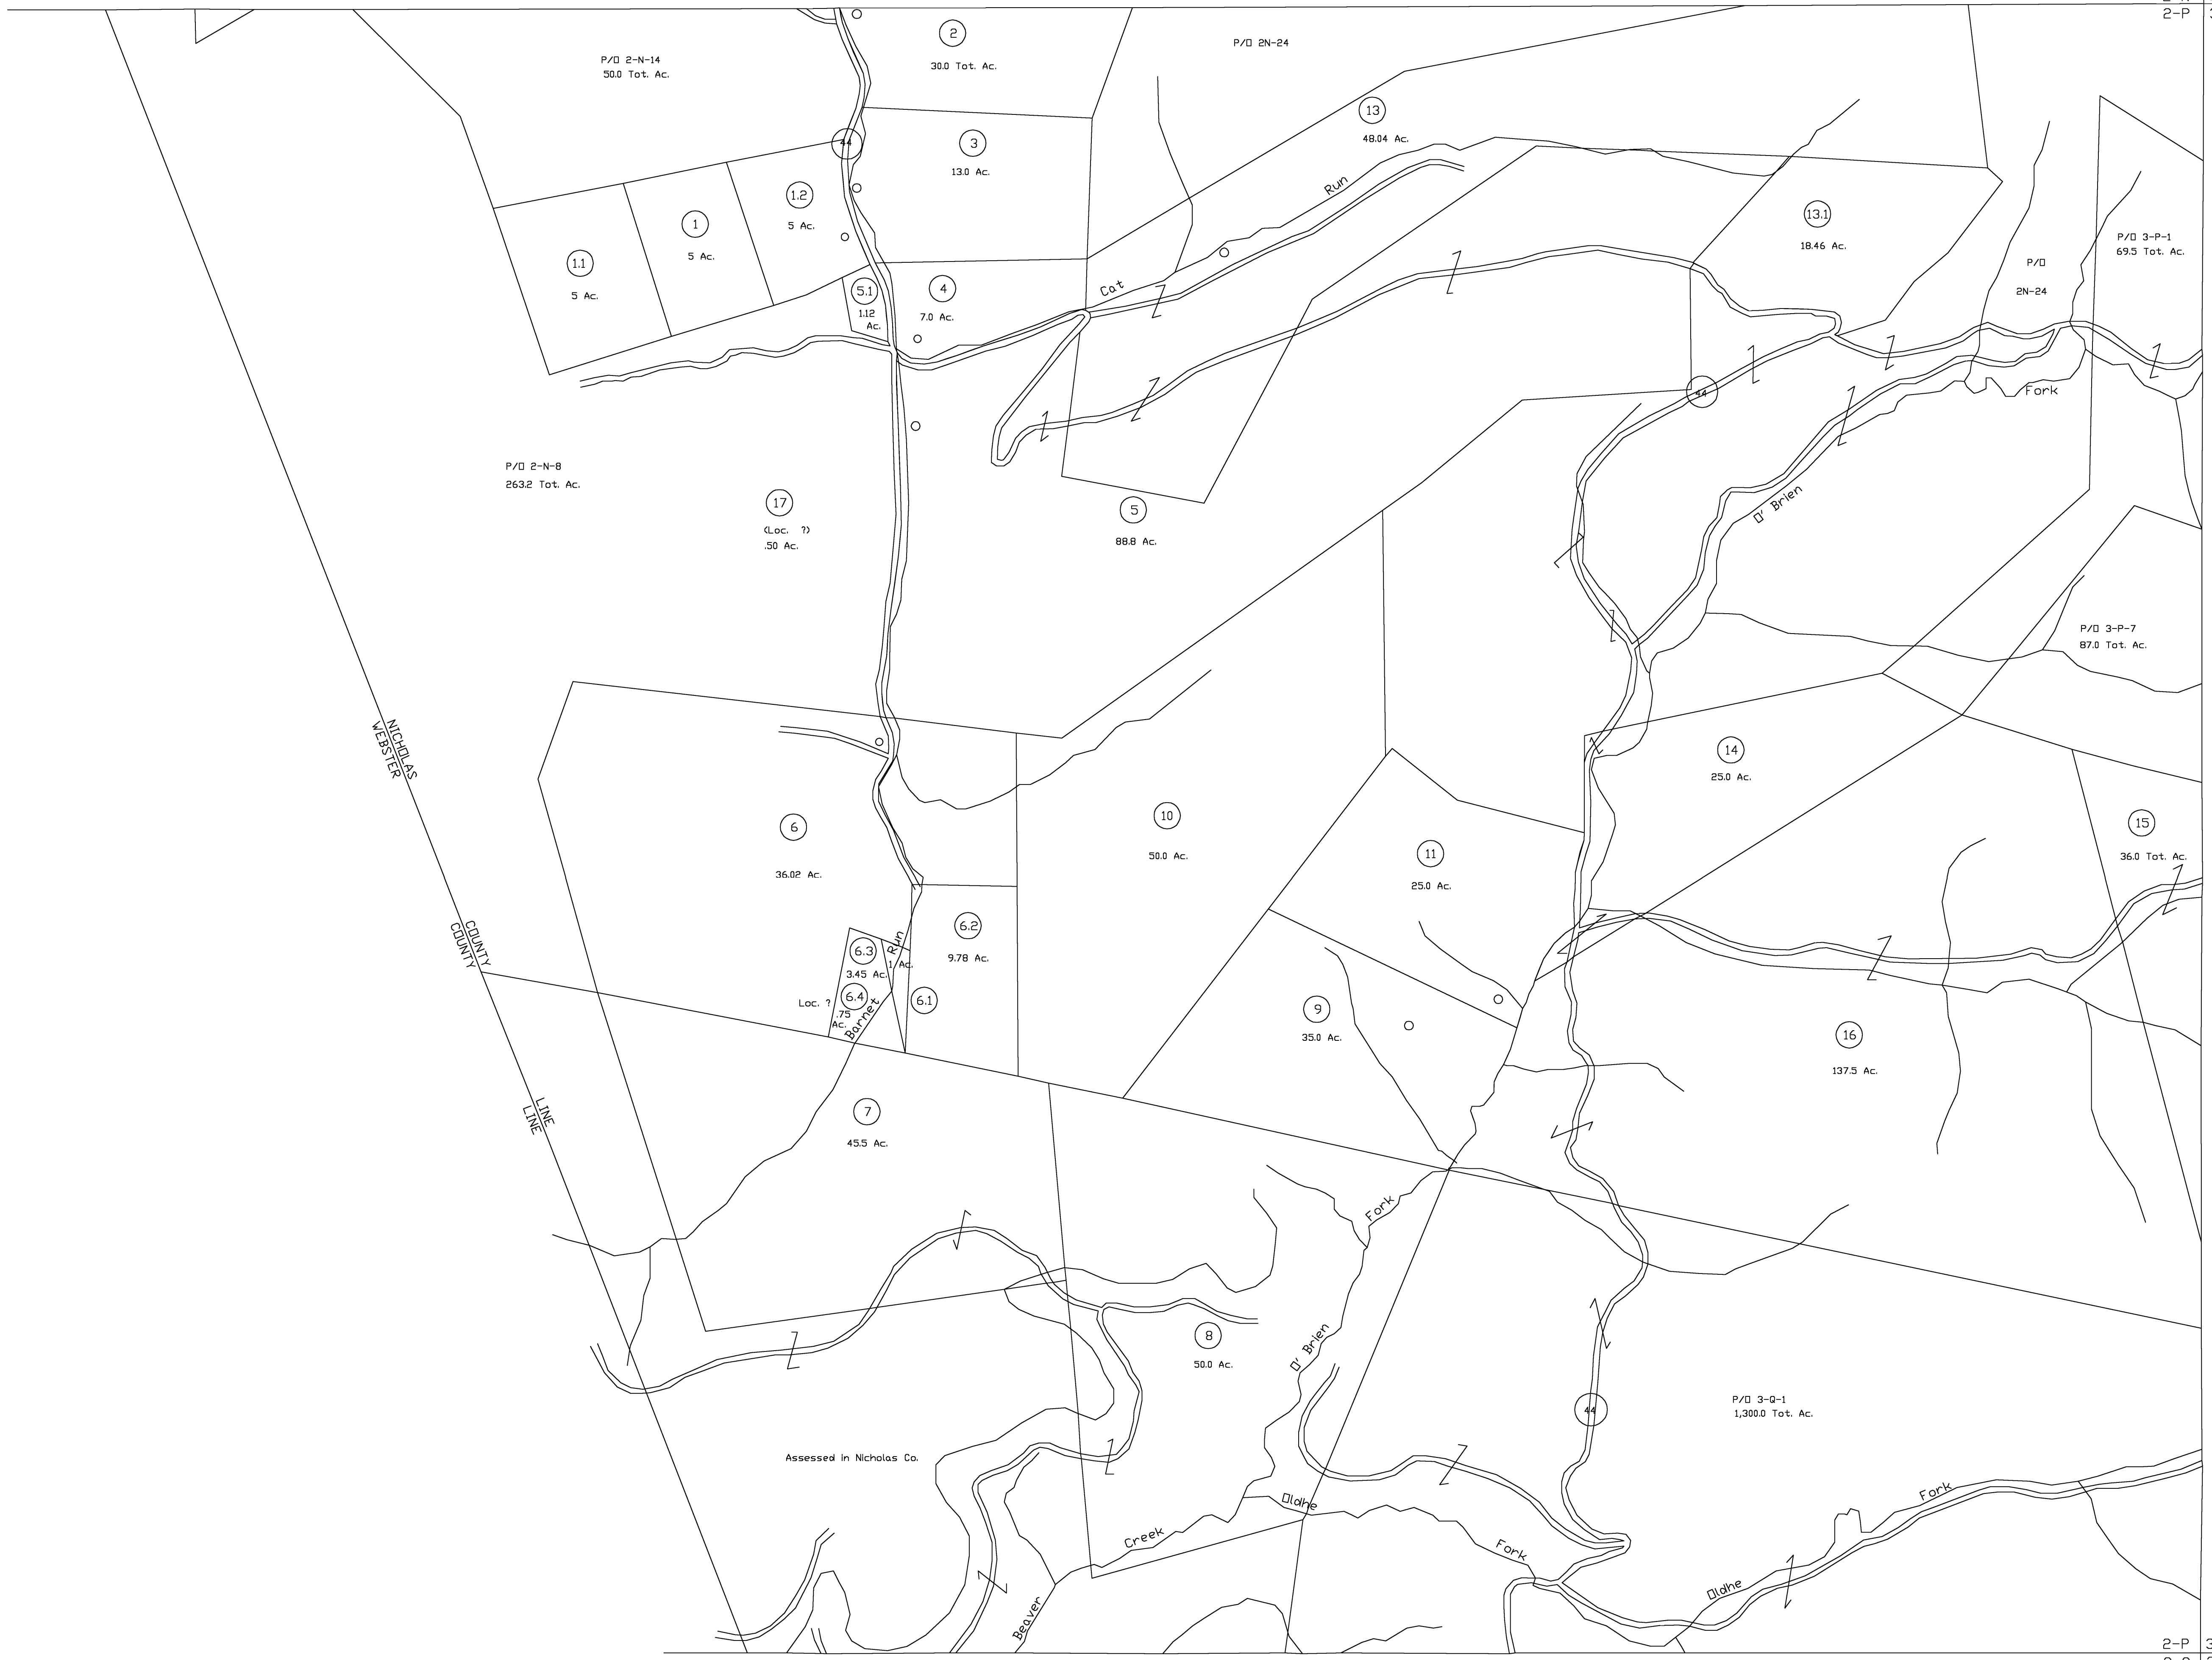 2-P
P/O 2-N-14
50.0 Tot. Ac.
2
30.0 Tot. Ac.
P/O 2N-24
13
48.04 Ac.
44
3
13.0 Ac.
Run
1.2
5 Ac.
1
5 Ac.
1.1
5 Ac.
13.1
18.46 Ac.
P/O 3-P-1
69.5 Tot. Ac.
P/O
2N-24
5.1
1.12
Ac.
4
7.0 Ac.
Cat
44
Fork
P/O 2-N-8
263.2 Tot. Ac.
17
(Loc. ?)
.50 Ac.
5
88.8 Ac.
O' Brien
P/O 3-P-7
87.0 Tot. Ac.
NICHOLAS
WEBSTER
14
25.0 Ac.
6
36.02 Ac.
10
50.0 Ac.
11
25.0 Ac.
15
36.0 Tot. Ac.
COUNTY
COUNTY
6.2
9.78 Ac.
6.3
3.45 Ac.
Run
1 Ac.
6.4
Loc. ?
.75
Ac.
Barnet
6.1
9
35.0 Ac.
16
137.5 Ac.
LINE
LINE
7
45.5 Ac.
Fork
8
50.0 Ac.
O' Brien
44
P/O 3-Q-1
1,300.0 Tot. Ac.
Assessed in Nicholas Co.
Oldhe
Fork
Creek
Fork
Oldhe
Beaver
2-P